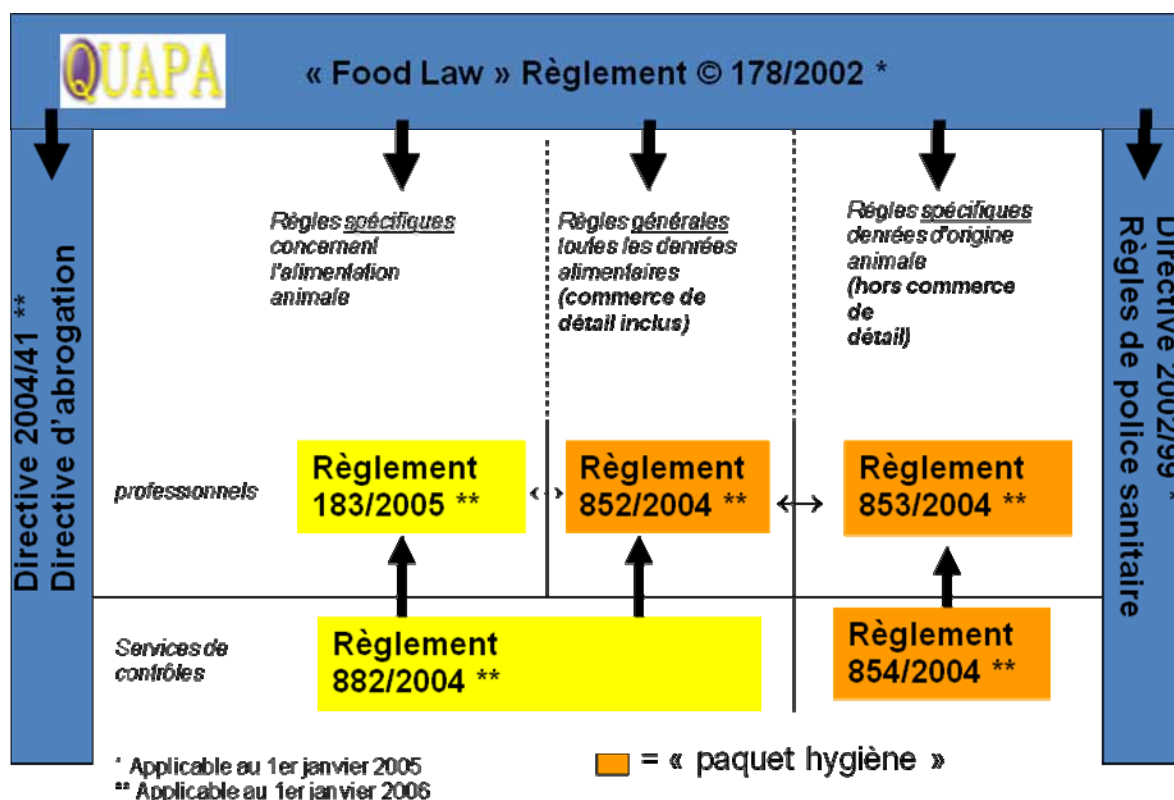 QUAPA
« Food Law » Règlement © 178/2002 *
Directive 2004/41 **
Directive d'abrogation
Règles spécifiques
concernant
l'alimentation
animale
Règles générales
toutes les denrées
alimentaires
(commerce de
détail inclus)
Règles spécifiques
denrées d'origine
animale
(hors commerce
de
détail)
Directive 2002/99 *
Règles de police sanitaire
professionnels
Règlement
183/2005 **
Règlement
852/2004 **
Règlement
853/2004 **
Services de
contrôles
Règlement
882/2004 **
Règlement
854/2004 **
* Applicable au 1er janvier 2005
** Applicable au 1er janvier 2006
= « paquet hygiène »